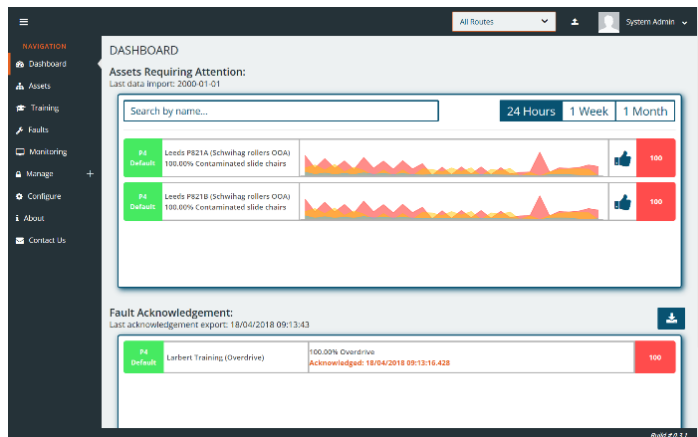 All Routes
System Admin
NAVIGATION
Dashboard
Assets
Training
Faults
Monitoring
Manage +
Configure
About
Contact Us
DASHBOARD
Assets Requiring Attention:
Last data import: 2000-01-01
Search by name...
24 Hours 1 Week 1 Month
P4
Default
Leeds P821A (Schwihag rollers OOA)
100.00% Contaminated slide chairs
100
P4
Default
Leeds P821B (Schwihag rollers OOA)
100.00% Contaminated slide chairs
100
Fault Acknowledgement:
Last acknowledgement export: 18/04/2018 09:13:43
P4
Default
Larbert Training (Overdrive)
100.00% Overdrive
Acknowledged: 18/04/2018 09:13:16.428
100
Build # 0.3.1